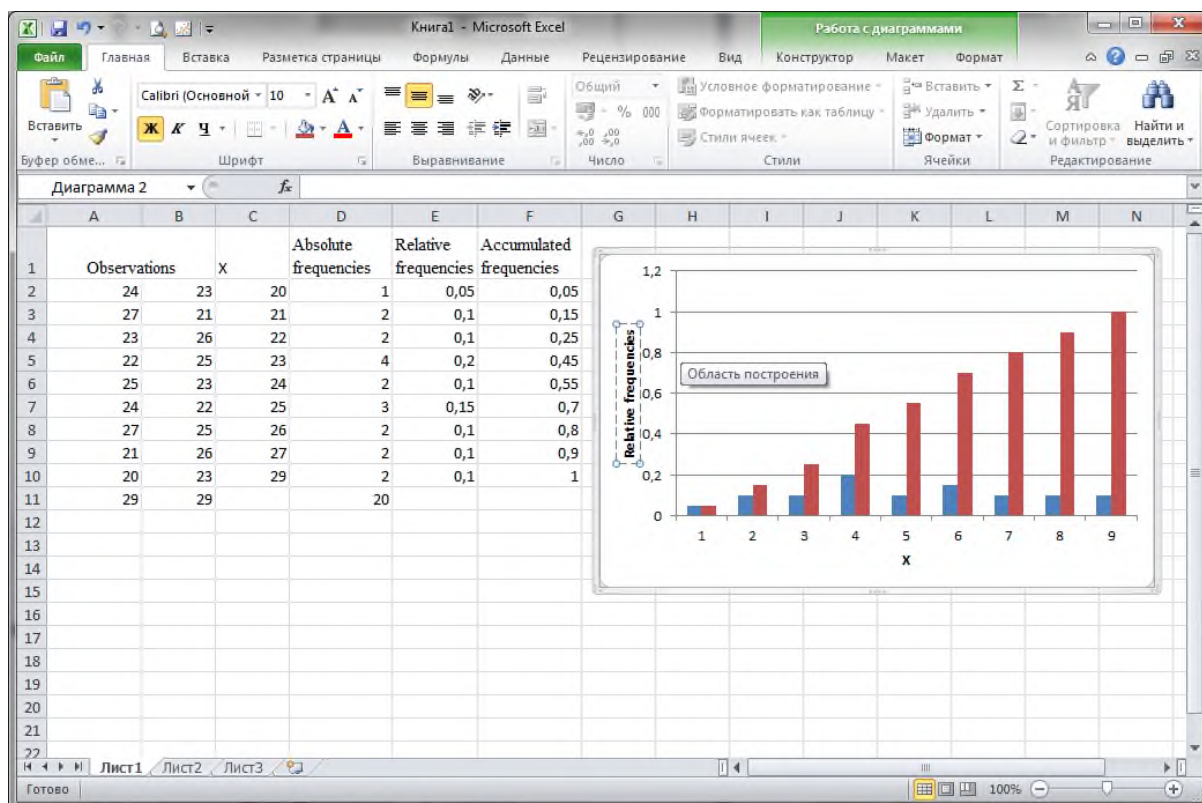 Книга1 - Microsoft Excel
Работа с диаграммами
Файл Главная Вставка Разметка страницы Формулы Данные Рецензирование Вид Конструктор Макет Формат
Вставить
Calibri (Основной 10
Ж К Ч
Общий
% 000
Условное форматирование
Форматировать как таблицу
Стили ячеек
Вставить
Удалить
Формат
Сортировка и фильтр
Найти и выделить
Буфер обме... Шрифт Выравнивание Число Стили Ячейки Редактирование
Диаграмма 2 fx
A B C D E F G H I J K L M N
1 Observations X Absolute frequencies Relative frequencies Accumulated frequencies
2 24 23 20 1 0,05 0,05
3 27 21 21 2 0,1 0,15
4 23 26 22 2 0,1 0,25
5 22 25 23 4 0,2 0,45
6 25 23 24 2 0,1 0,55
7 24 22 25 3 0,15 0,7
8 27 25 26 2 0,1 0,8
9 21 26 27 2 0,1 0,9
10 20 23 29 2 0,1 1
11 29 29 20
12
13
14
15
16
17
18
19
20
21
22
1,2
1
0,8
0,6
0,4
0,2
0
Relative frequencies
Область построения
1 2 3 4 5 6 7 8 9
X
Лист1 Лист2 Лист3
Готово 100%